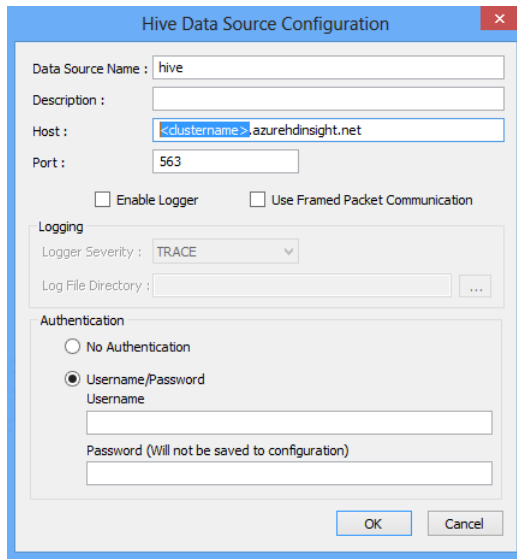 Hive Data Source Configuration
x
Data Source Name : hive
Description :
Host : <clustername>.azurehdinsight.net
Port : 563
Enable Logger Use Framed Packet Communication
Logging
Logger Severity : TRACE
Log File Directory : ...
Authentication
No Authentication
Username/Password
Username
Password (Will not be saved to configuration)
OK Cancel